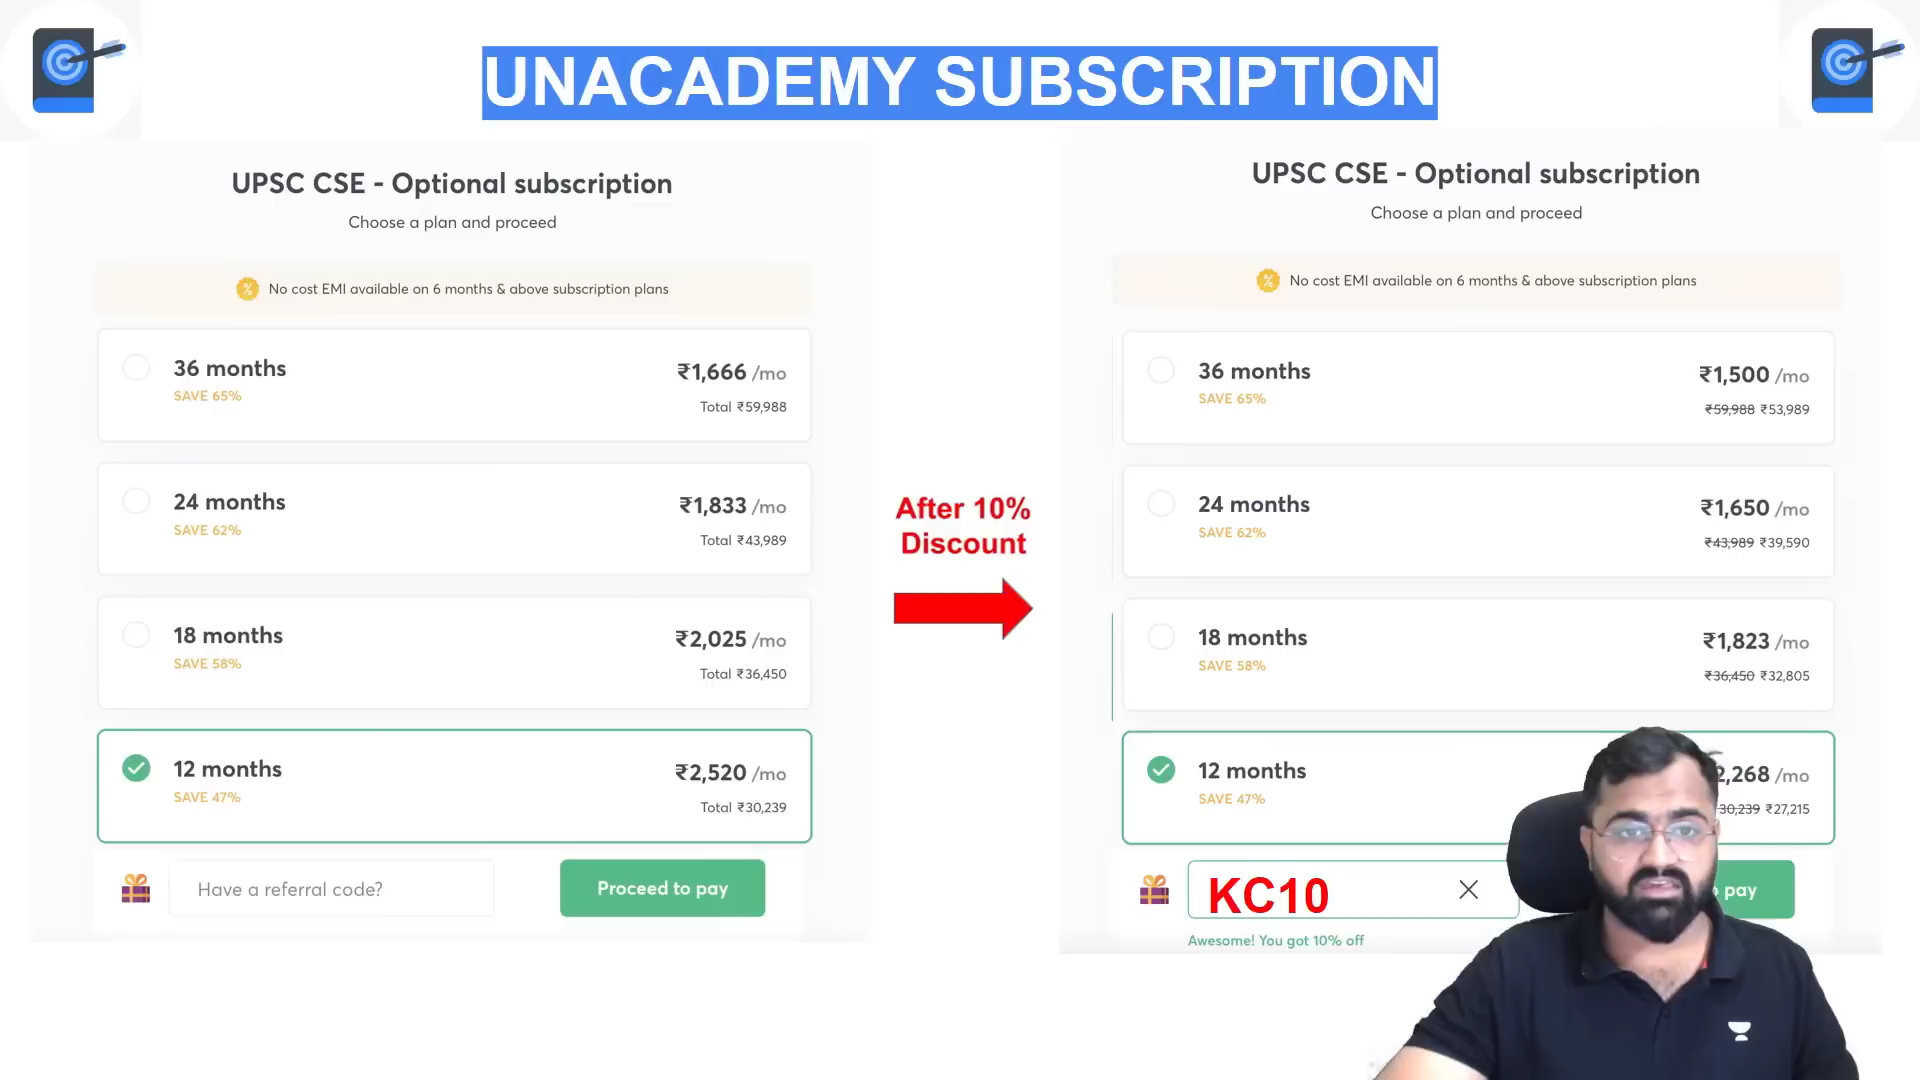 UNACADEMY SUBSCRIPTION
UPSC CSE - Optional subscription
Choose a plan and proceed
No cost EMI available on 6 months & above subscription plans
36 months
₹1,666 /mo
SAVE 65%
Total ₹59,988
24 months
₹1,833 /mo
SAVE 62%
Total ₹43,989
18 months
₹2,025 /mo
SAVE 58%
Total ₹36,450
12 months
₹2,520 /mo
SAVE 47%
Total ₹30,239
Have a referral code?
Proceed to pay
After 10%
Discount
UPSC CSE - Optional subscription
Choose a plan and proceed
No cost EMI available on 6 months & above subscription plans
36 months
₹1,500 /mo
SAVE 65%
₹59,988 ₹53,989
24 months
₹1,650 /mo
SAVE 62%
₹43,989 ₹39,590
18 months
₹1,823 /mo
SAVE 58%
₹36,450 ₹32,805
12 months
2,268 /mo
SAVE 47%
30,239 ₹27,215
KC10
pay
Awesome! You got 10% off